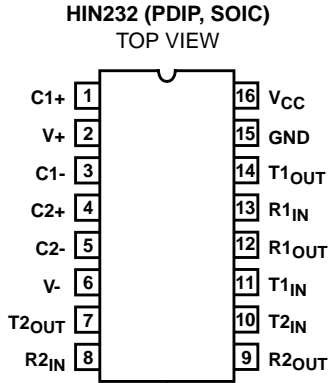 HIN232 (PDIP, SOIC)
TOP VIEW
C1+ 1 16 VCC
V+ 2 15 GND
C1- 3 14 T1OUT
C2+ 4 13 R1IN
C2- 5 12 R1OUT
V- 6 11 T1IN
T2OUT 7 10 T2IN
R2IN 8 9 R2OUT